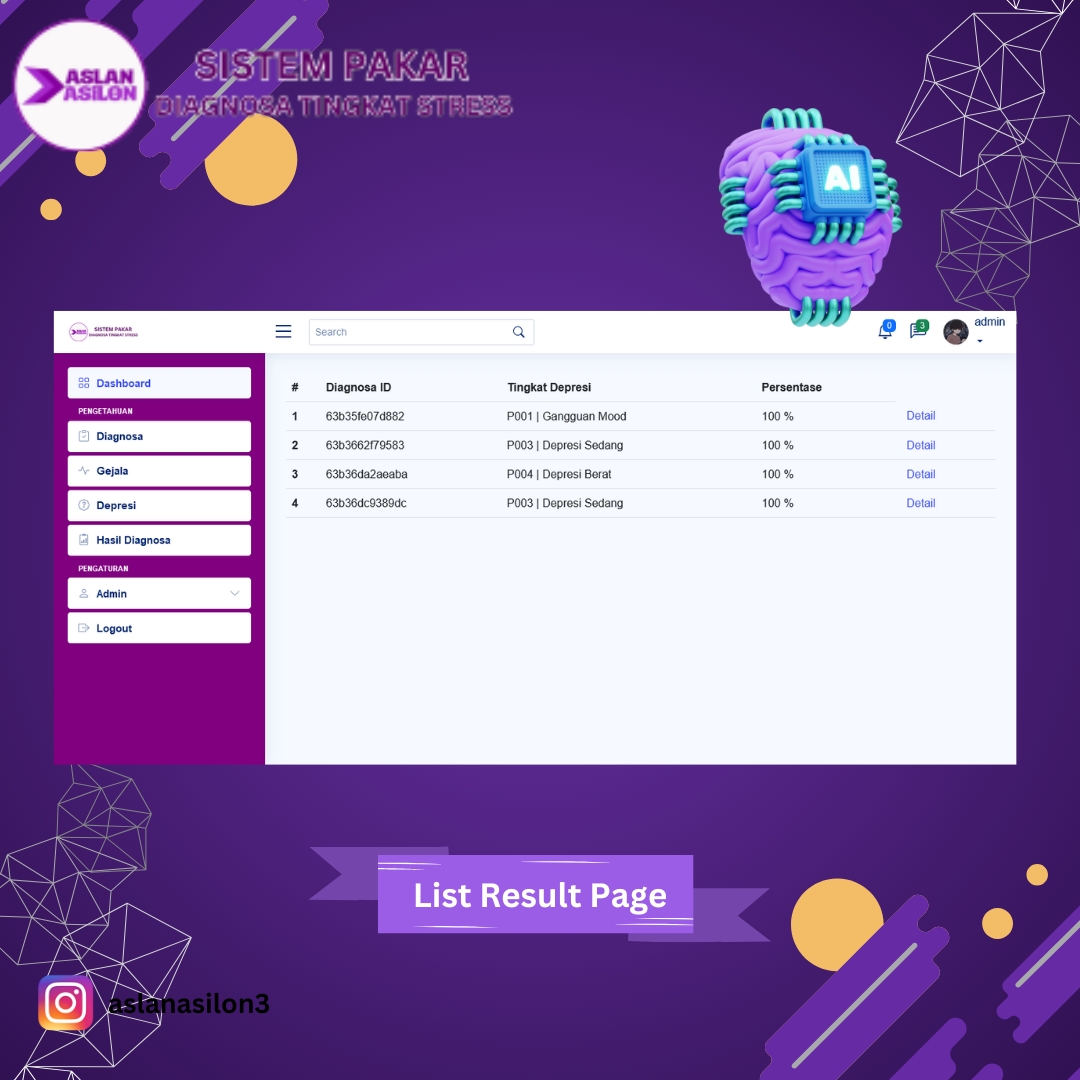 ASLAN
ASILON
SISTEM PAKAR
DIAGNOSA TINGKAT STRESS
AI
SISTEM PAKAR
DIAGNOSA TINGKAT STRESS
Search
0
3
admin
Dashboard
PENGETAHUAN
Diagnosa
Gejala
Depresi
Hasil Diagnosa
PENGATURAN
Admin
Logout
# Diagnosa ID Tingkat Depresi Persentase
1 63b35fe07d882 P001 | Gangguan Mood 100 % Detail
2 63b3662f79583 P003 | Depresi Sedang 100 % Detail
3 63b36da2aeaba P004 | Depresi Berat 100 % Detail
4 63b36dc9389dc P003 | Depresi Sedang 100 % Detail
List Result Page
aslanasilon3